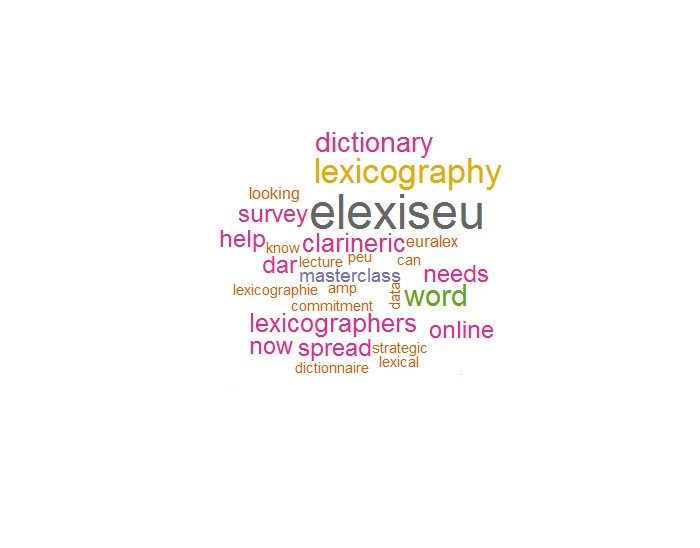 dictionary
lexicography
looking
survey elexiseu
help know clarineric euralex
dar lecture peu can
masterclass needs
lexicographie amp data word
commitment
lexicographers online
now spread strategic
dictionnaire lexical